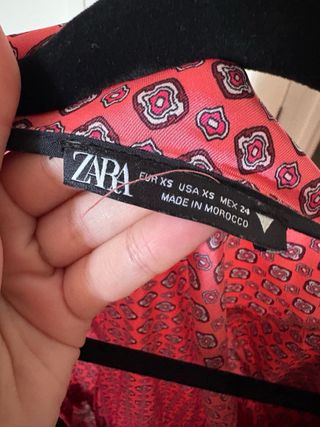 ZARA
EUR XS USA XS MEX 24
MADE IN MOROCCO